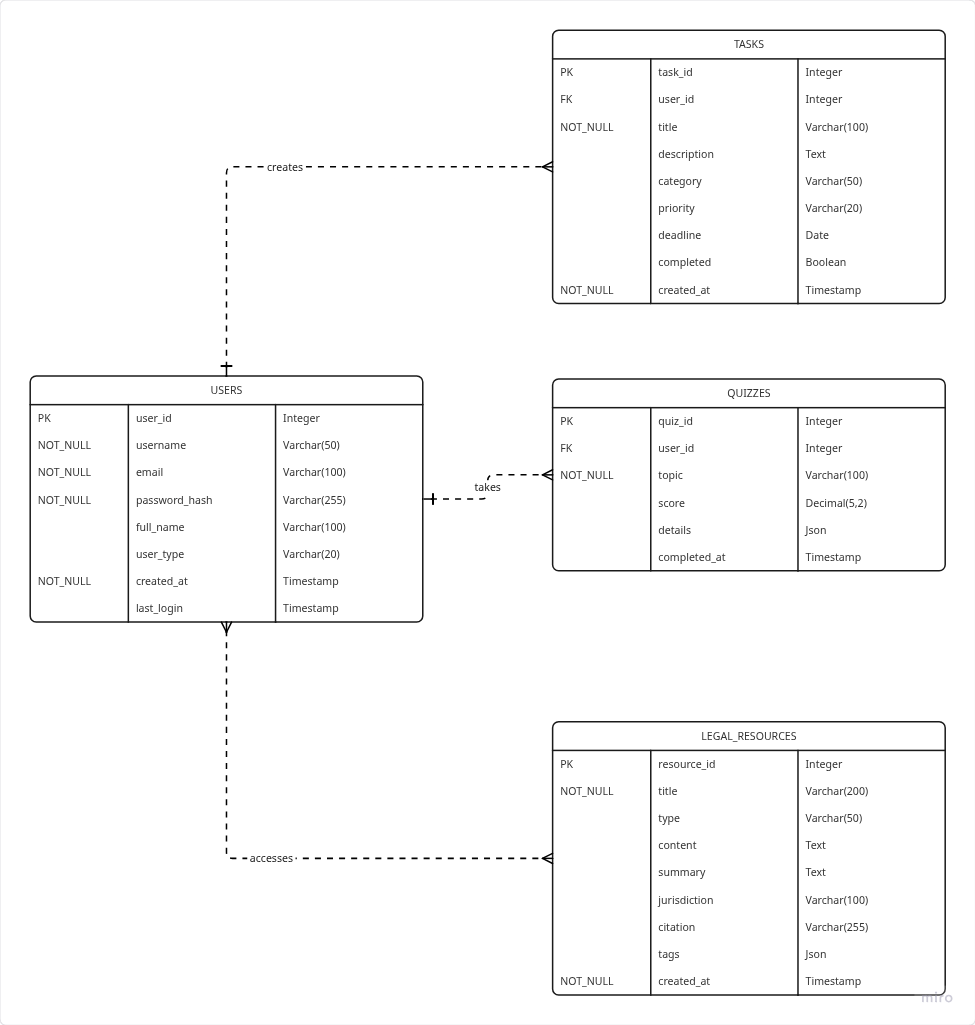 TASKS
PK task_id Integer
FK user_id Integer
NOT_NULL title Varchar(100)
description Text
category Varchar(50)
priority Varchar(20)
deadline Date
completed Boolean
NOT_NULL created_at Timestamp
creates
USERS
PK user_id Integer
NOT_NULL username Varchar(50)
NOT_NULL email Varchar(100)
NOT_NULL password_hash Varchar(255)
full_name Varchar(100)
user_type Varchar(20)
NOT_NULL created_at Timestamp
last_login Timestamp
takes
QUIZZES
PK quiz_id Integer
FK user_id Integer
NOT_NULL topic Varchar(100)
score Decimal(5,2)
details Json
completed_at Timestamp
accesses
LEGAL_RESOURCES
PK resource_id Integer
NOT_NULL title Varchar(200)
type Varchar(50)
content Text
summary Text
jurisdiction Varchar(100)
citation Varchar(255)
tags Json
NOT_NULL created_at Timestamp
miro